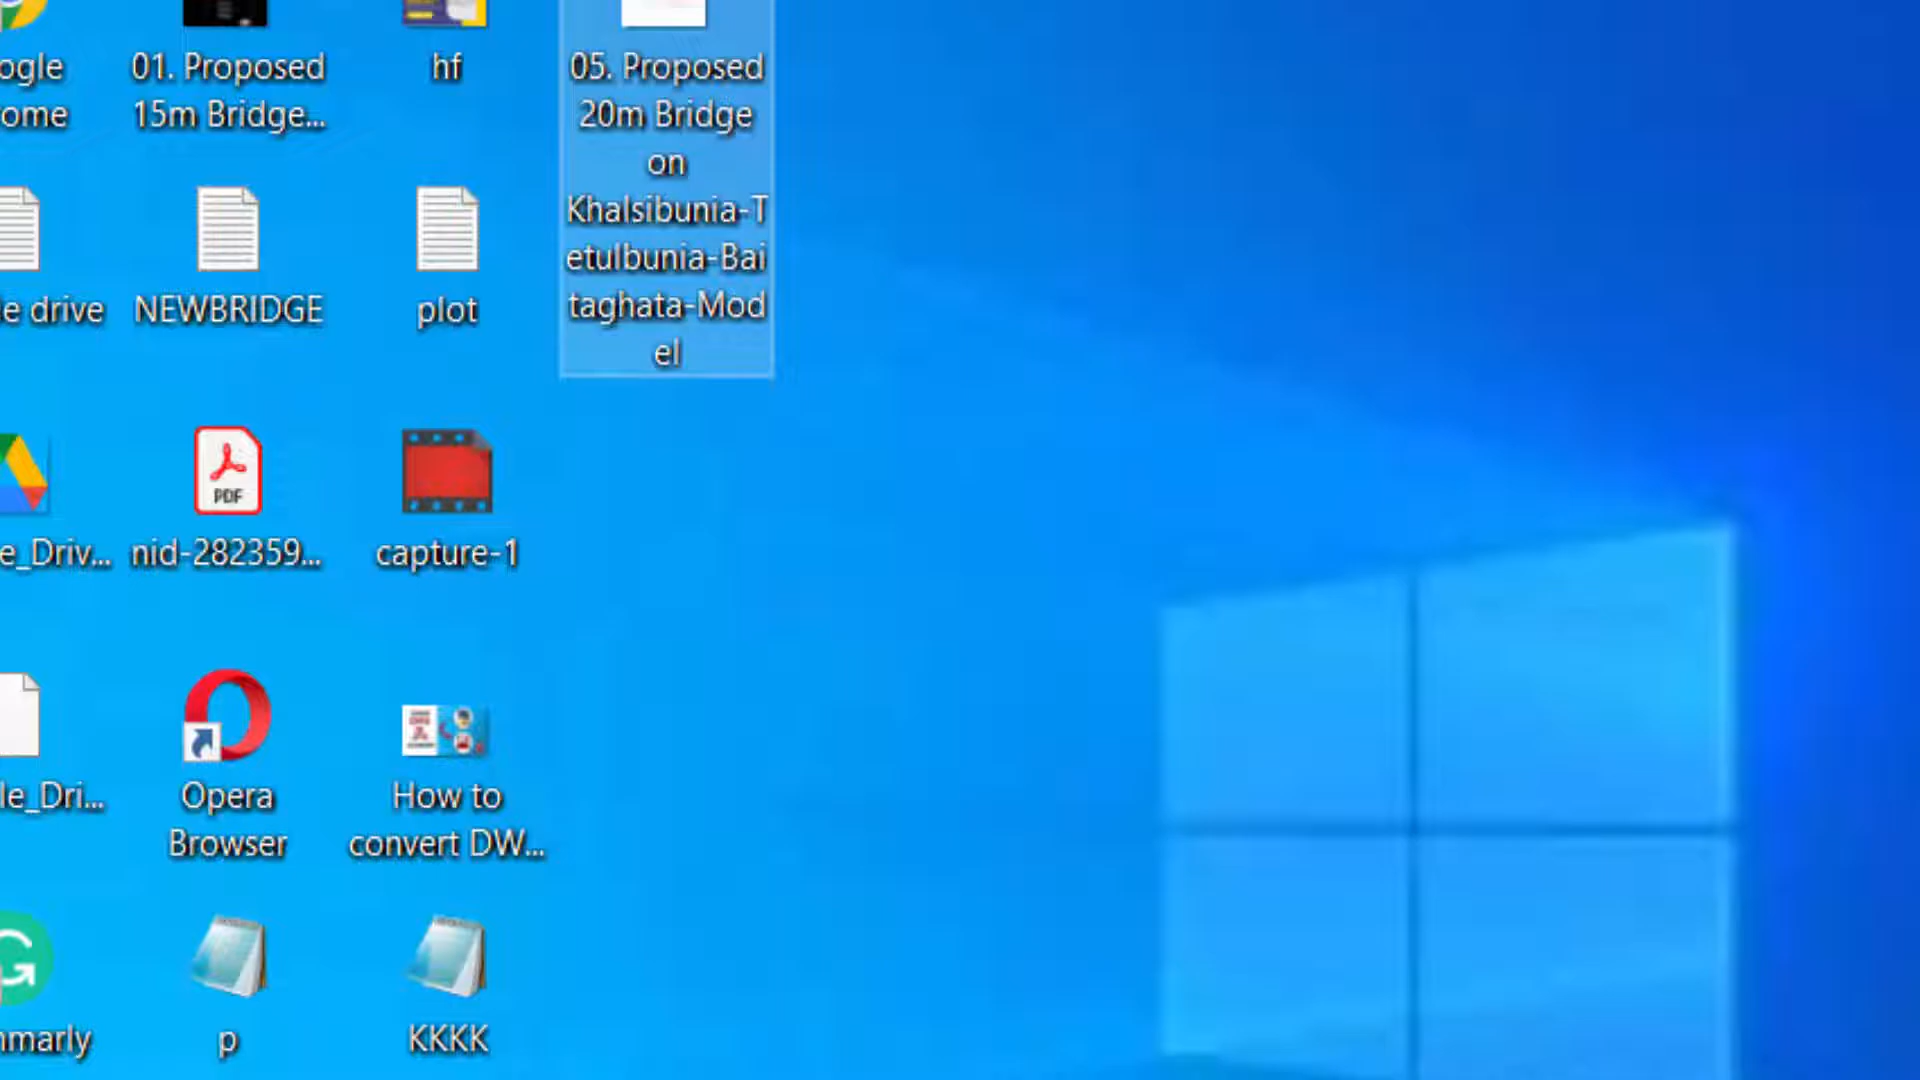 ogle
ome
01. Proposed
15m Bridge...
hf
05. Proposed
20m Bridge
on
Khalsibunia-T
etulbunia-Bai
taghata-Mod
el
e drive
NEWBRIDGE
plot
PDF
e_Driv...
nid-282359...
capture-1
le_Dri...
Opera
Browser
How to
convert DW...
nmarly
p
KKKK